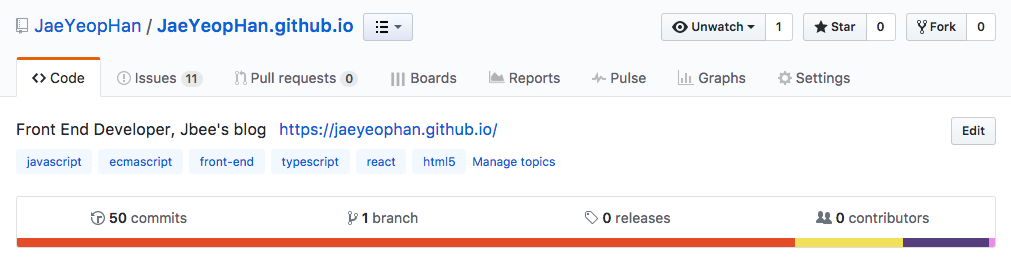 JaeYeopHan / JaeYeopHan.github.io Unwatch 1 Star 0 Fork 0
Code Issues 11 Pull requests 0 Boards Reports Pulse Graphs Settings
Front End Developer, Jbee's blog https://jaeyeophan.github.io/ Edit
javascript ecmascript front-end typescript react html5 Manage topics
50 commits 1 branch 0 releases 0 contributors